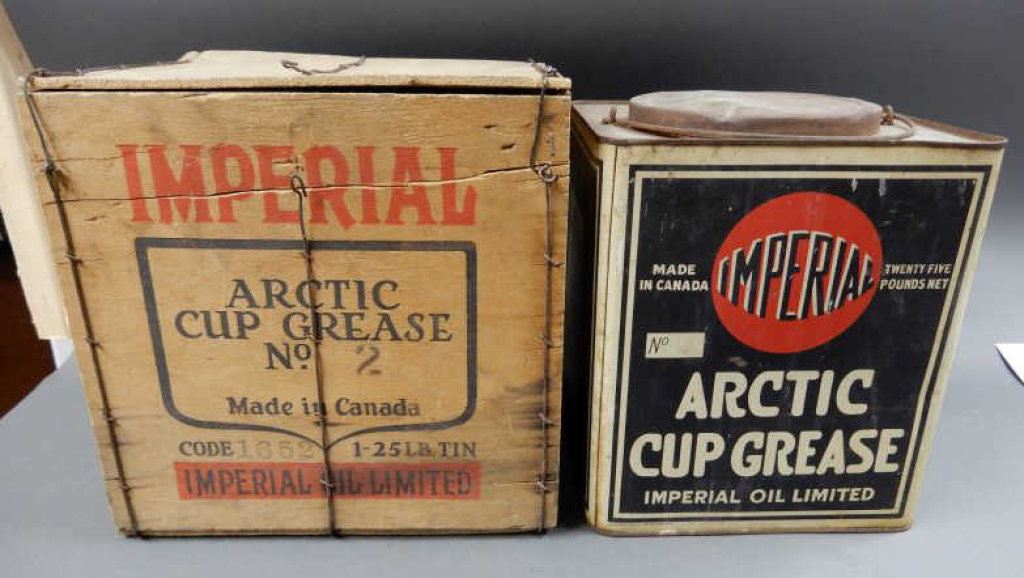 IMPERIAL
ARCTIC
CUP GREASE
No. 2
Made in Canada
CODE 1652 1-25 LB. TIN
IMPERIAL OIL LIMITED
IMPERIAL
MADE
IN CANADA
TWENTY FIVE
POUNDS NET
No
ARCTIC
CUP GREASE
IMPERIAL OIL LIMITED